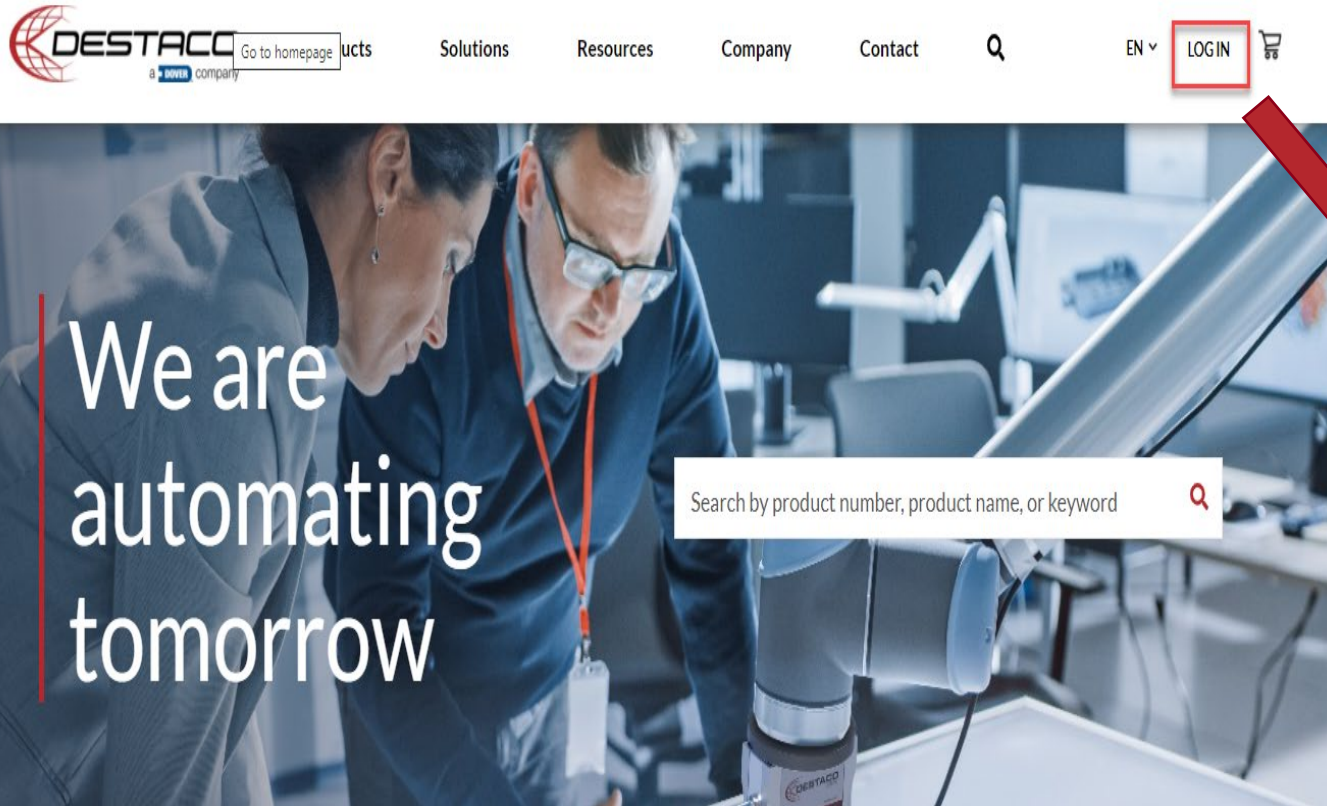 DESTACO
a DOVER company
Go to homepage
ucts
Solutions
Resources
Company
Contact
EN
LOG IN
We are
automating
tomorrow
Search by product number, product name, or keyword
DESTACO